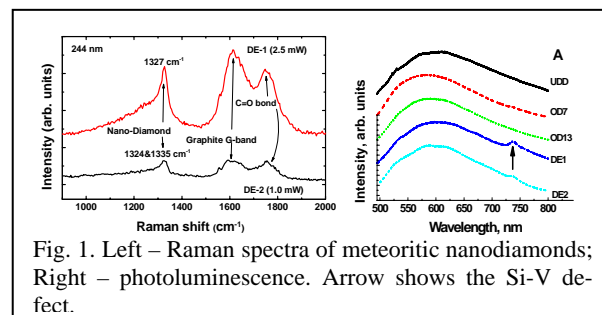 244 nm
DE-1 (2.5 mW)
1327 cm⁻¹
C=O bond
Nano-Diamond
Graphite G-band
1324&1335 cm⁻¹
DE-2 (1.0 mW)
Intensity (arb. units)
1000 1200 1400 1600 1800 2000
Raman shift (cm⁻¹)
A
UDD
OD7
OD13
DE1
DE2
Intensity, arb. units
500 550 600 650 700 750 800
Wavelength, nm
Fig. 1. Left – Raman spectra of meteoritic nanodiamonds;
Right – photoluminescence. Arrow shows the Si-V de-
fect.